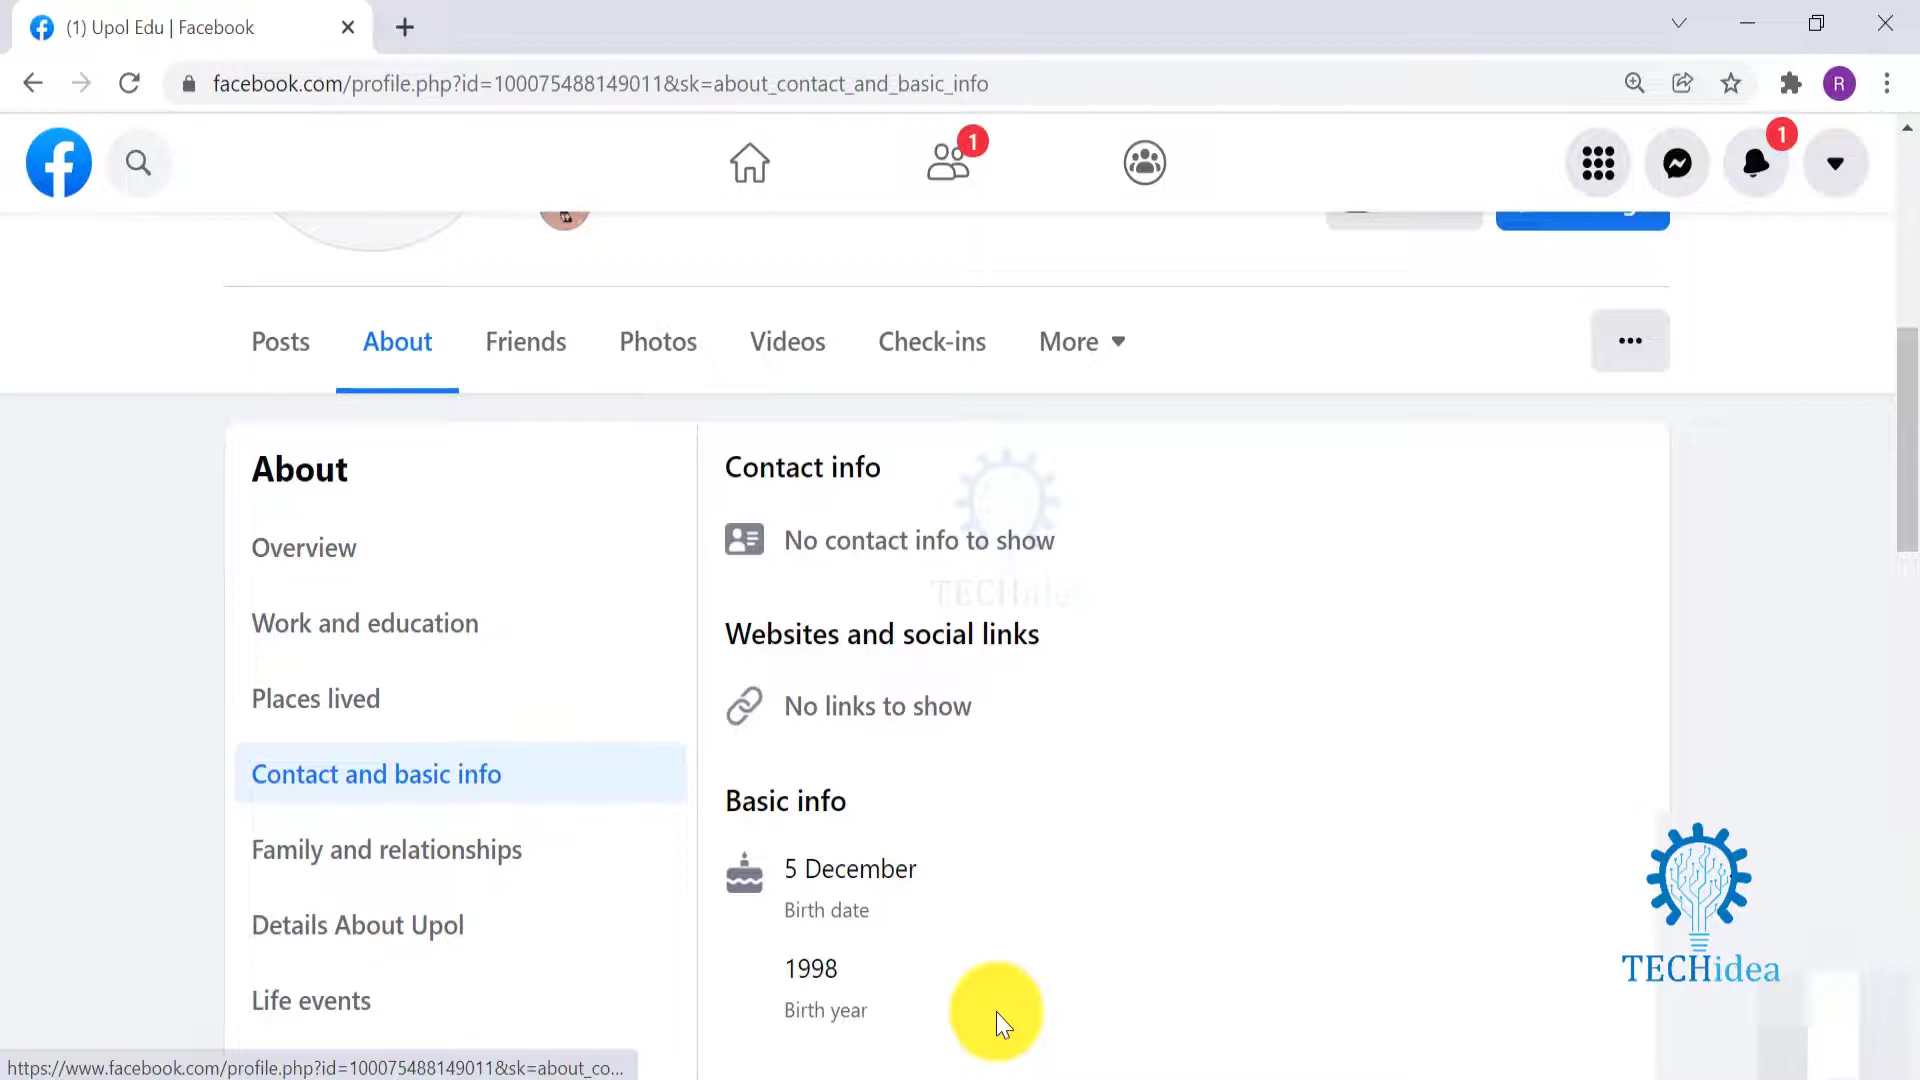 (1) Upol Edu | Facebook
facebook.com/profile.php?id=100075488149011&sk=about_contact_and_basic_info
R
1
1
Posts
About
Friends
Photos
Videos
Check-ins
More
About
Overview
Work and education
Places lived
Contact and basic info
Family and relationships
Details About Upol
Life events
Contact info
No contact info to show
TECHidea
Websites and social links
No links to show
Basic info
5 December
Birth date
1998
Birth year
TECHidea
https://www.facebook.com/profile.php?id=100075488149011&sk=about_co...